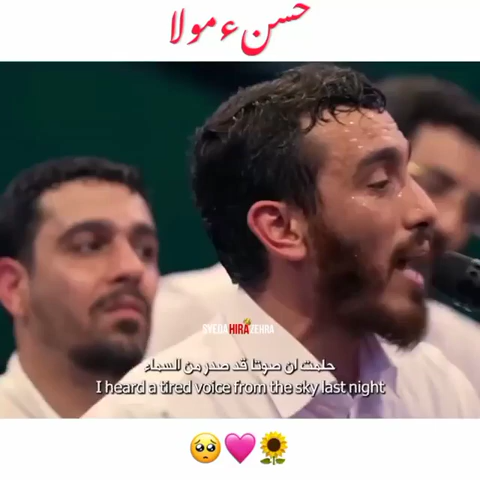 حسنِ مولا
SYEDA HIRA ZEHRA
حلمت ان صوتا قد صدر من السماء
I heard a tired voice from the sky last night
🥺🩷🌻